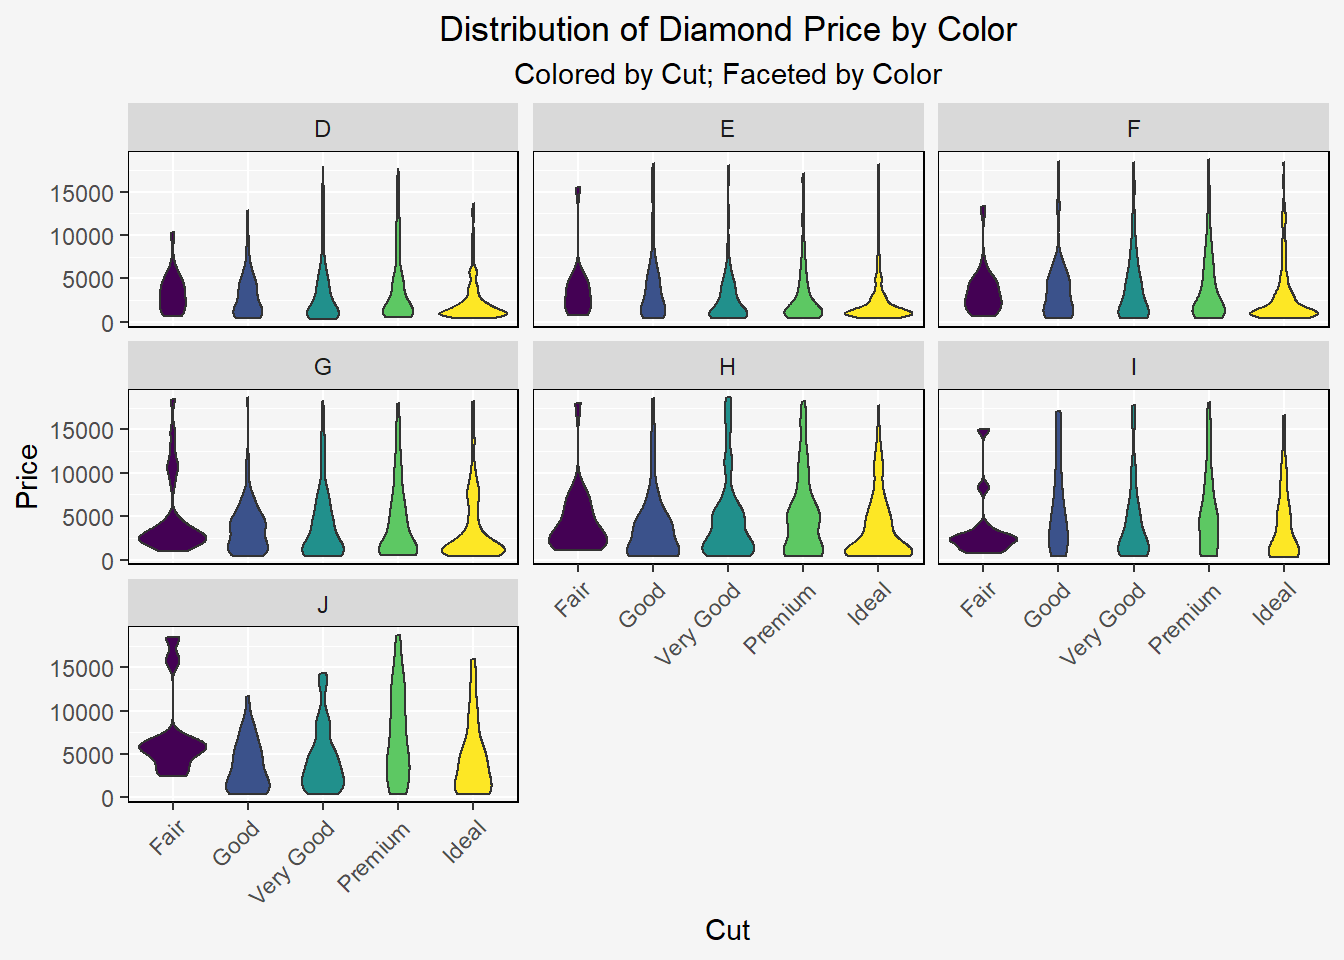 Distribution of Diamond Price by Color
Colored by Cut; Faceted by Color
D
E
F
15000
10000
5000
0
G
H
I
15000
10000
5000
0
Price
Fair
Good
Very Good
Premium
Ideal
Fair
Good
Very Good
Premium
Ideal
J
15000
10000
5000
0
Fair
Good
Very Good
Premium
Ideal
Cut